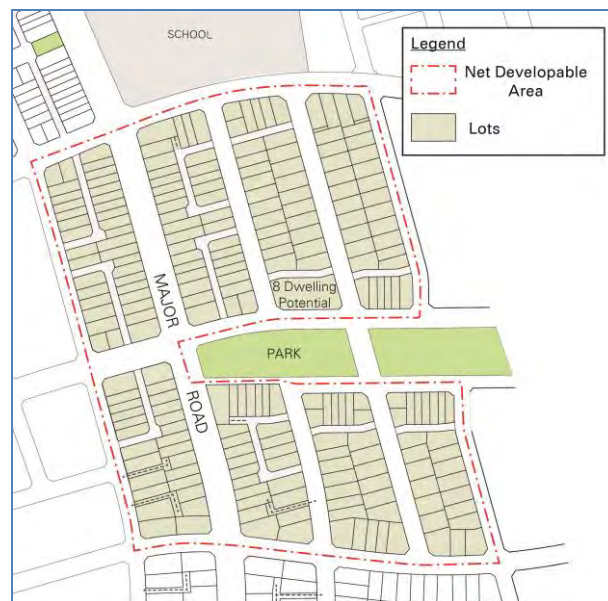 SCHOOL
Legend
Net Developable
Area
Lots
MAJOR
8 Dwelling
Potential
PARK
ROAD